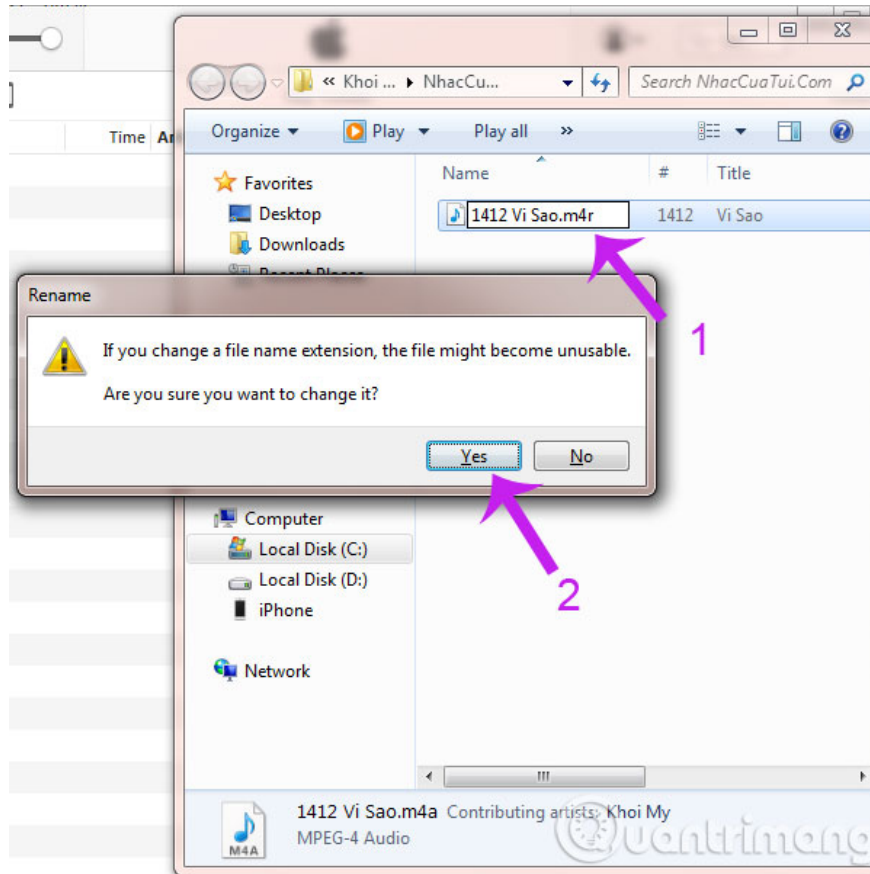 « Khoi ... ▸ NhacCu...
Search NhacCuaTui.Com
Organize
Play
Play all
»
Time
Favorites
Desktop
Downloads
Recent Places
Name
#
Title
1412 Vi Sao.m4r
1412
Vi Sao
1
Rename
If you change a file name extension, the file might become unusable.
Are you sure you want to change it?
Yes
No
2
Computer
Local Disk (C:)
Local Disk (D:)
iPhone
Network
1412 Vi Sao.m4a Contributing artists: Khoi My
MPEG-4 Audio
M4A
Quantrimang